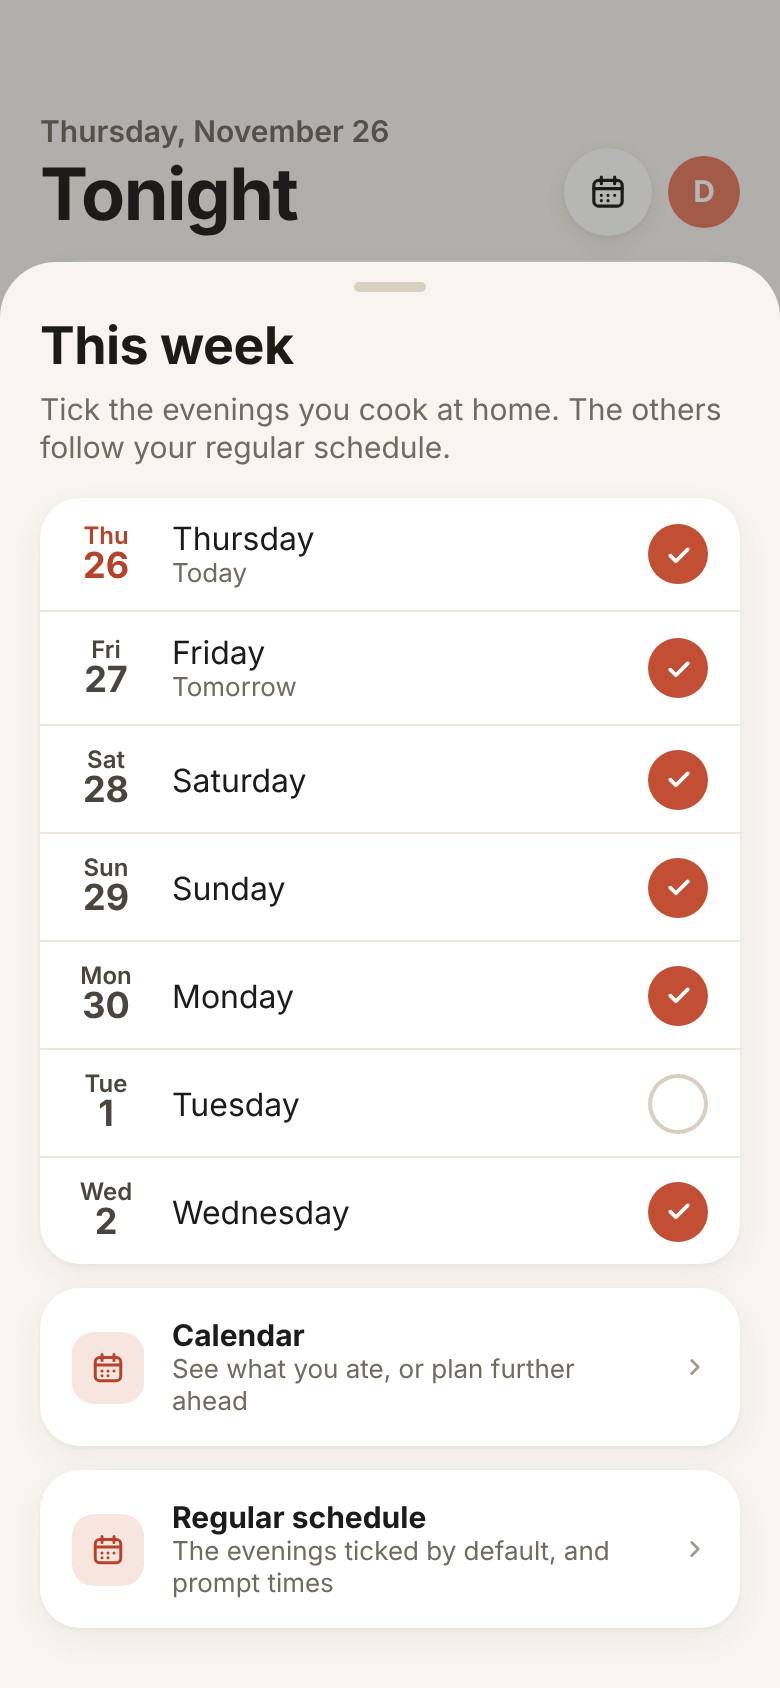 Thursday, November 26
Tonight
D
This week
Tick the evenings you cook at home. The others
follow your regular schedule.
Thu
26
Thursday
Today
Fri
27
Friday
Tomorrow
Sat
28
Saturday
Sun
29
Sunday
Mon
30
Monday
Tue
1
Tuesday
Wed
2
Wednesday
Calendar
See what you ate, or plan further
ahead
Regular schedule
The evenings ticked by default, and
prompt times